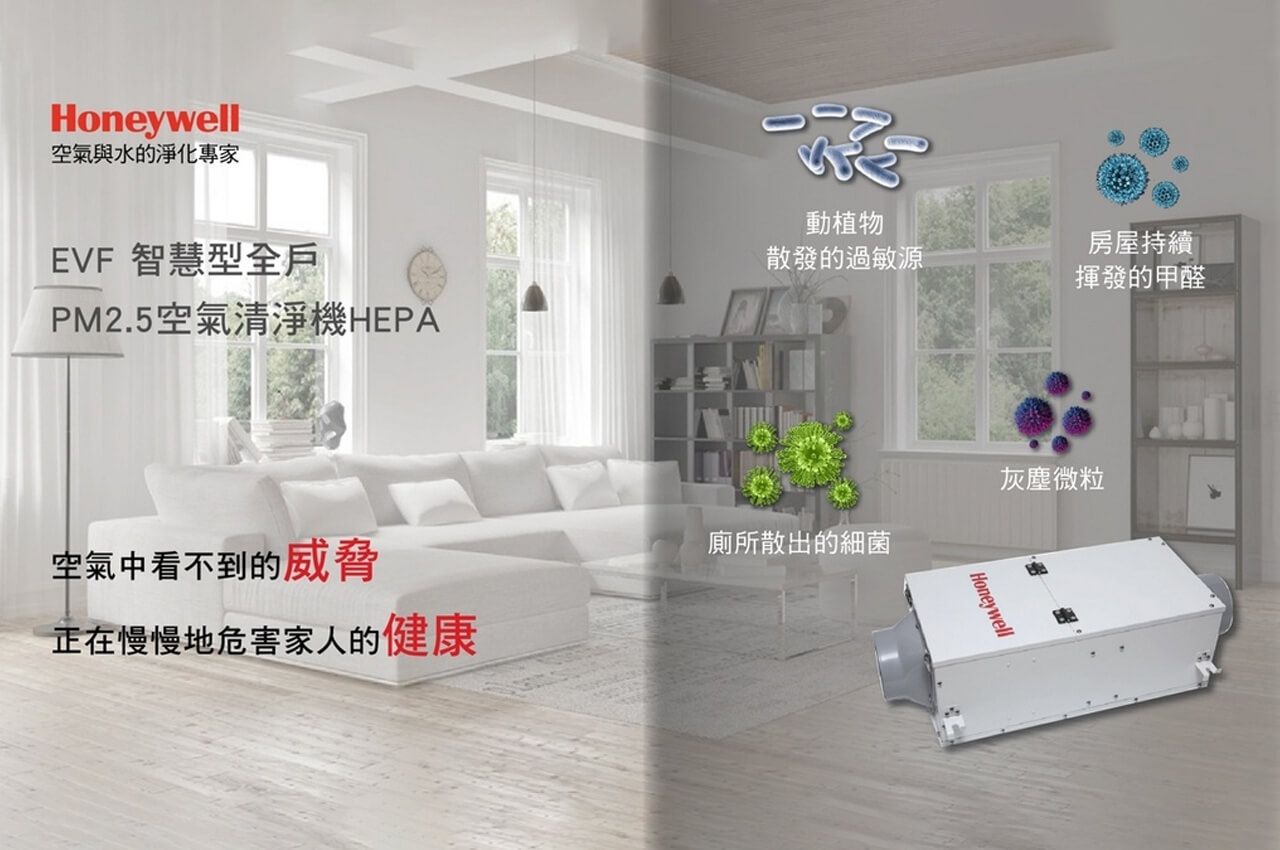 Honeywell
空氣與水的淨化專家
EVF 智慧型全戶
PM2.5空氣清淨機HEPA
空氣中看不到的威脅
正在慢慢地危害家人的健康
動植物
散發的過敏源
房屋持續
揮發的甲醛
灰塵微粒
廁所散出的細菌
Honeywell